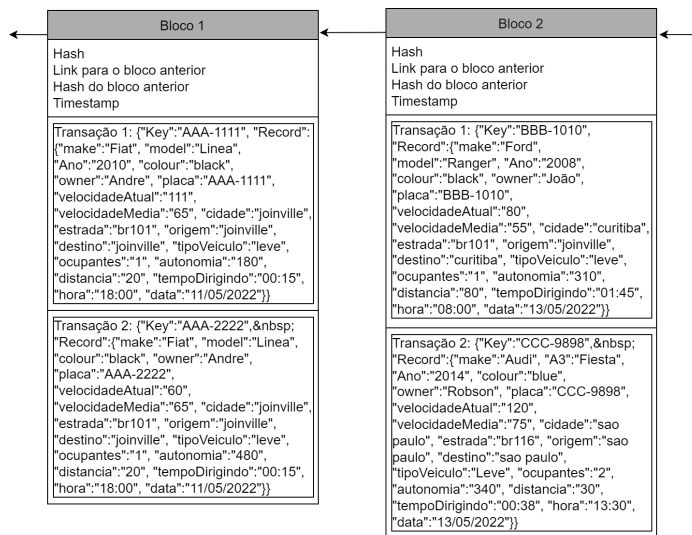 Bloco 1
Hash
Link para o bloco anterior
Hash do bloco anterior
Timestamp
Transação 1: {"Key":"AAA-1111", "Record":
{"make":"Fiat", "model":"Linea",
"Ano":"2010", "colour":"black",
"owner":"Andre", "placa":"AAA-1111",
"velocidadeAtual":"111",
"velocidadeMedia":"65", "cidade":"joinville",
"estrada":"br101", "origem":"joinville",
"destino":"joinville", "tipoVeiculo":"leve",
"ocupantes":"1", "autonomia":"180",
"distancia":"20", "tempoDirigindo":"00:15",
"hora":"18:00", "data":"11/05/2022"}}
Transação 2: {"Key":"AAA-2222",&nbsp;
"Record":{"make":"Fiat", "model":"Linea",
"colour":"black", "owner":"Andre",
"placa":"AAA-2222",
"velocidadeAtual":"60",
"velocidadeMedia":"65", "cidade":"joinville",
"estrada":"br101", "origem":"joinville",
"destino":"joinville", "tipoVeiculo":"leve",
"ocupantes":"1", "autonomia":"480",
"distancia":"20", "tempoDirigindo":"00:15",
"hora":"18:00", "data":"11/05/2022"}}
Bloco 2
Hash
Link para o bloco anterior
Hash do bloco anterior
Timestamp
Transação 1: {"Key":"BBB-1010",
"Record":{"make":"Ford",
"model":"Ranger", "Ano":"2008",
"colour":"black", "owner":"João",
"placa":"BBB-1010",
"velocidadeAtual":"80",
"velocidadeMedia":"55", "cidade":"curitiba",
"estrada":"br101", "origem":"joinville",
"destino":"curitiba", "tipoVeiculo":"leve",
"ocupantes":"1", "autonomia":"310",
"distancia":"80", "tempoDirigindo":"01:45",
"hora":"08:00", "data":"13/05/2022"}}
Transação 2: {"Key":"CCC-9898",&nbsp;
"Record":{"make":"Audi", "A3":"Fiesta",
"Ano":"2014", "colour":"blue",
"owner":"Robson", "placa":"CCC-9898",
"velocidadeAtual":"120",
"velocidadeMedia":"75", "cidade":"sao
paulo", "estrada":"br116", "origem":"sao
paulo", "destino":"sao paulo",
"tipoVeiculo":"Leve", "ocupantes":"2",
"autonomia":"340", "distancia":"30",
"tempoDirigindo":"00:38", "hora":"13:30",
"data":"13/05/2022"}}